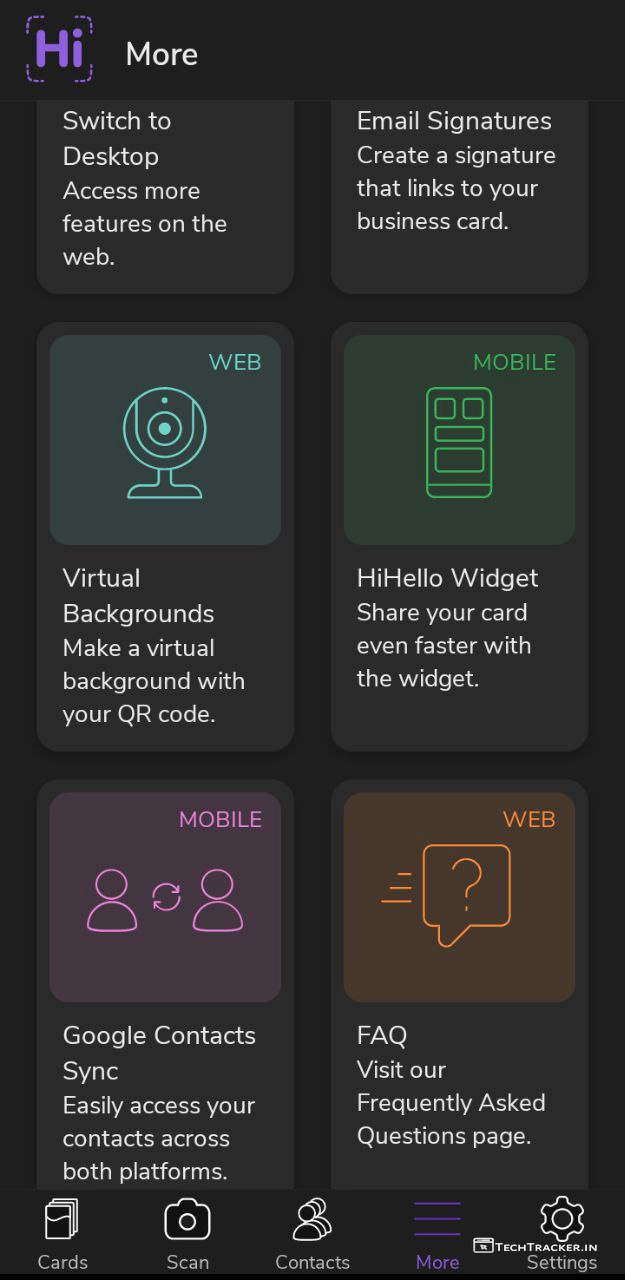 Hi
More
Switch to
Desktop
Access more
features on the
web.
Email Signatures
Create a signature
that links to your
business card.
WEB
Virtual
Backgrounds
Make a virtual
background with
your QR code.
MOBILE
HiHello Widget
Share your card
even faster with
the widget.
MOBILE
Google Contacts
Sync
Easily access your
contacts across
both platforms.
WEB
?
FAQ
Visit our
Frequently Asked
Questions page.
Cards
Scan
Contacts
More
Settings
TECHTRACKER.IN